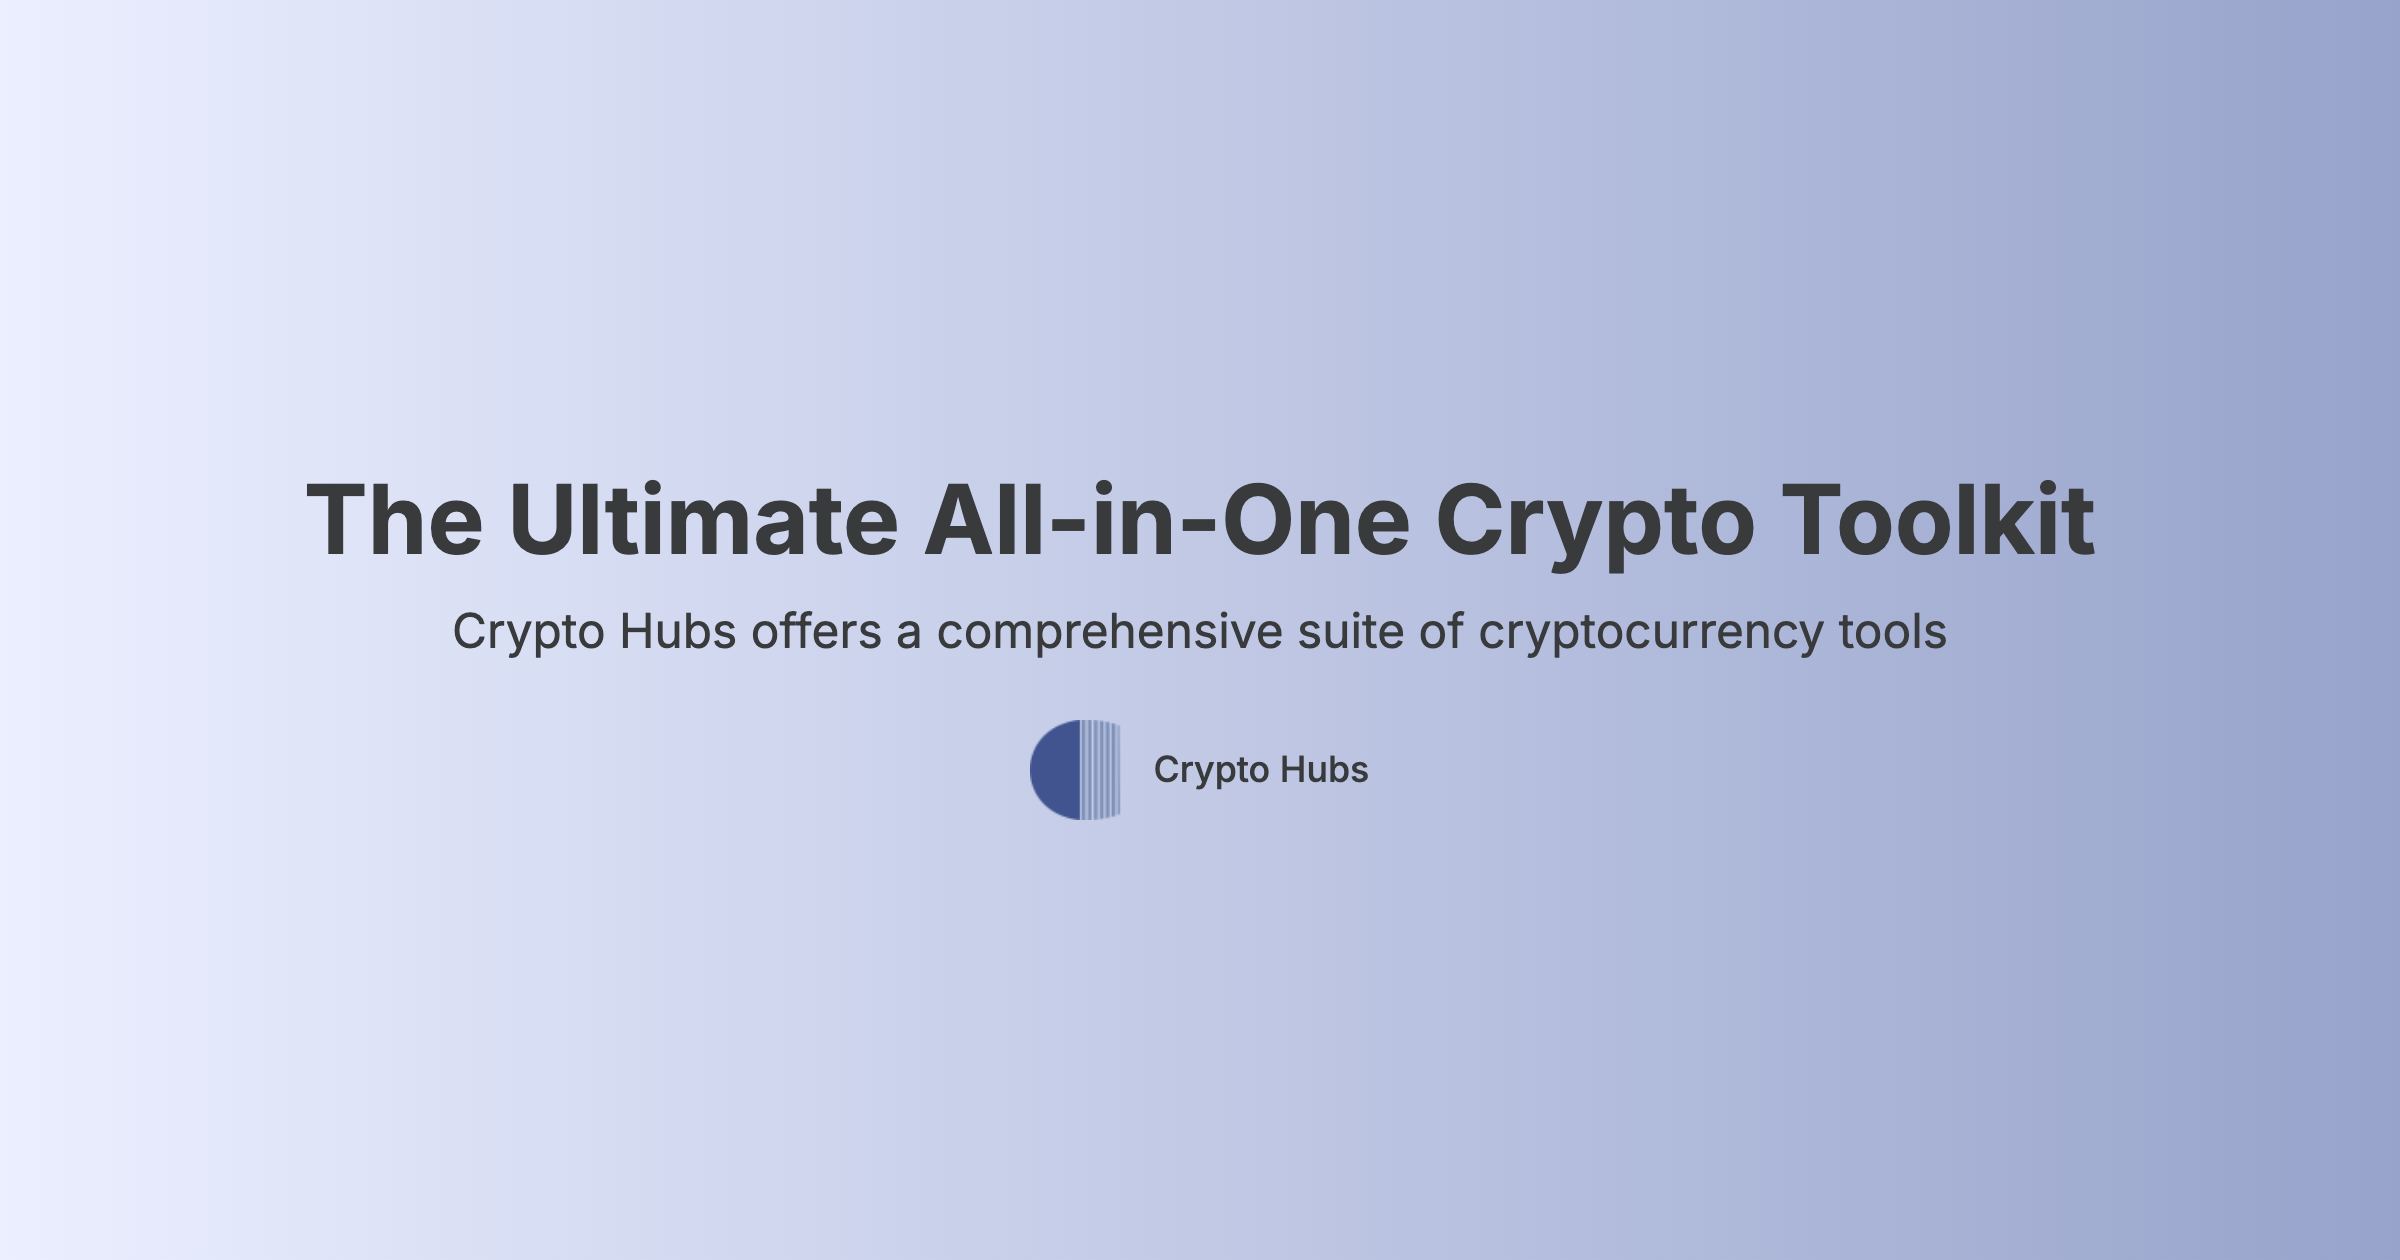 The Ultimate All-in-One Crypto Toolkit
Crypto Hubs offers a comprehensive suite of cryptocurrency tools
Crypto Hubs